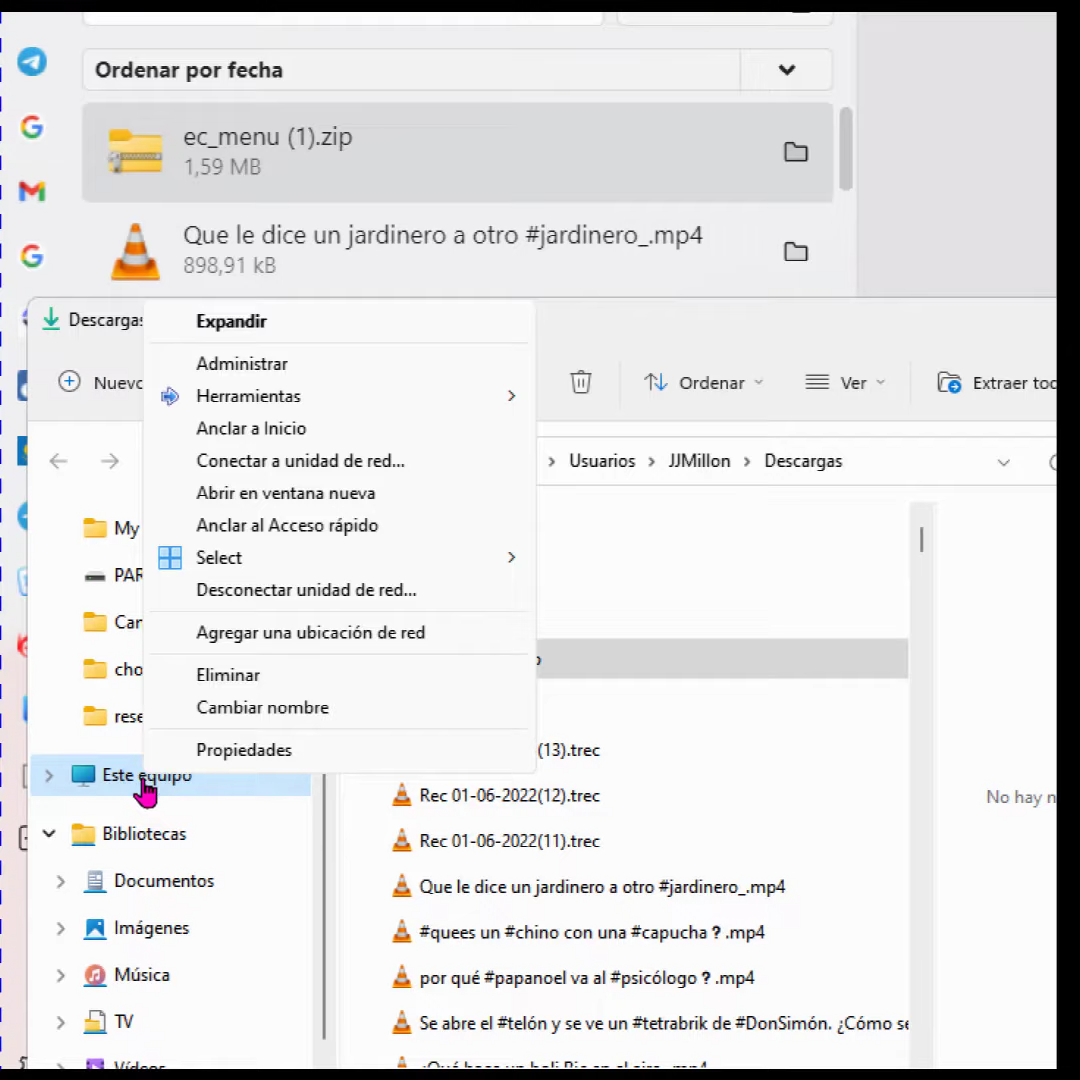 Ordenar por fecha
ec_menu (1).zip
1,59 MB
Que le dice un jardinero a otro #jardinero_.mp4
898,91 kB
Descargas
Expandir
Administrar
Herramientas
Anclar a Inicio
Conectar a unidad de red...
Abrir en ventana nueva
Anclar al Acceso rápido
Select
Desconectar unidad de red...
Agregar una ubicación de red
Eliminar
Cambiar nombre
Propiedades
Ordenar
Ver
Extraer toc
Usuarios > JJMillon > Descargas
My
PAR
Car
cho
rese
Este equipo
Bibliotecas
Documentos
Imágenes
Música
TV
(13).trec
Rec 01-06-2022(12).trec
Rec 01-06-2022(11).trec
Que le dice un jardinero a otro #jardinero_.mp4
#quees un #chino con una #capucha ? .mp4
por qué #papanoel va al #psicólogo ? .mp4
Se abre el #telón y se ve un #tetrabrik de #DonSimón. ¿Cómo se
No hay